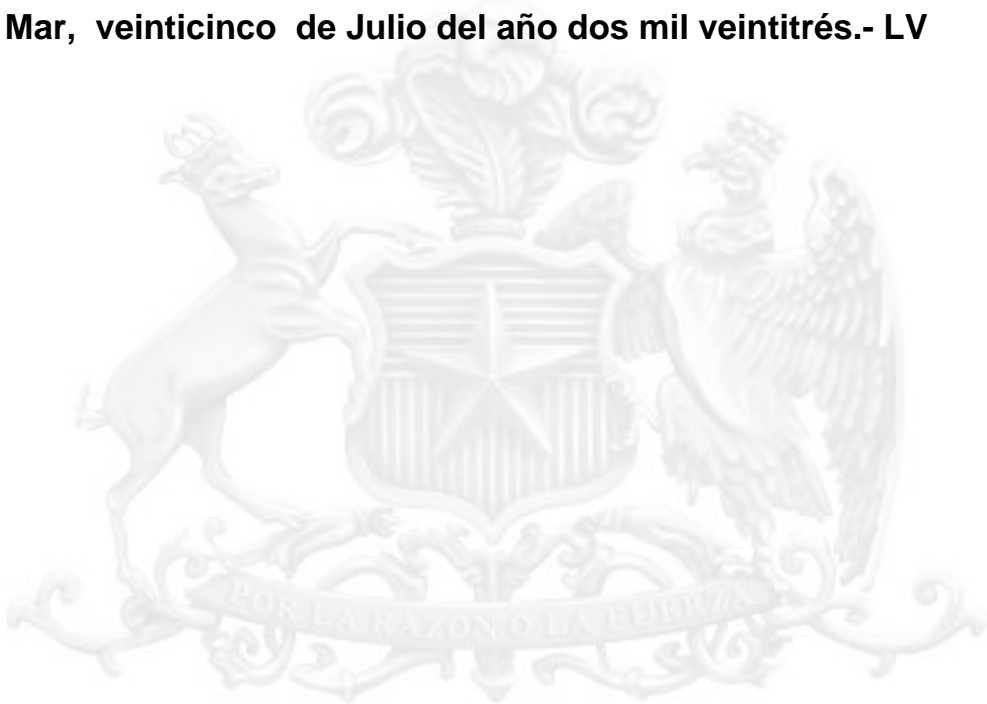 Mar, veinticinco de Julio del año dos mil veintitrés.- LV
POR LA RAZON O LA FUERZA